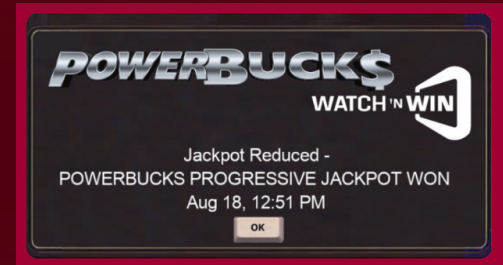 POWERBUCK$
WATCH 'N WIN
Jackpot Reduced -
POWERBUCKS PROGRESSIVE JACKPOT WON
Aug 18, 12:51 PM
OK